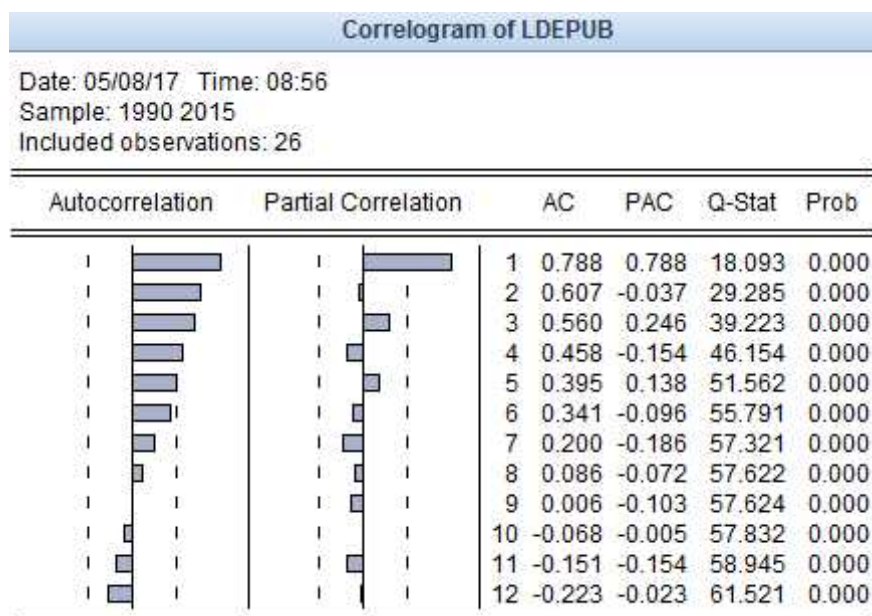 Correlogram of LDEPUB
Date: 05/08/17 Time: 08:56
Sample: 1990 2015
Included observations: 26
Autocorrelation Partial Correlation AC PAC Q-Stat Prob
1 0.788 0.788 18.093 0.000
2 0.607 -0.037 29.285 0.000
3 0.560 0.246 39.223 0.000
4 0.458 -0.154 46.154 0.000
5 0.395 0.138 51.562 0.000
6 0.341 -0.096 55.791 0.000
7 0.200 -0.186 57.321 0.000
8 0.086 -0.072 57.622 0.000
9 0.006 -0.103 57.624 0.000
10 -0.068 -0.005 57.832 0.000
11 -0.151 -0.154 58.945 0.000
12 -0.223 -0.023 61.521 0.000